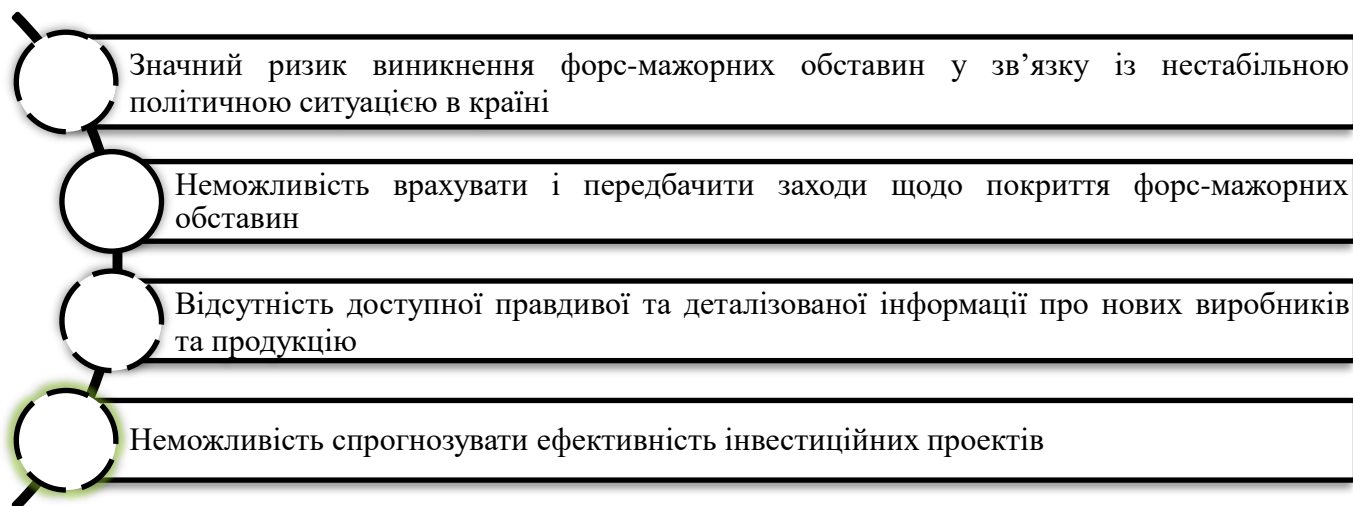 Значний ризик виникнення форс-мажорних обставин у зв’язку із нестабільною
політичною ситуацією в країні
Неможливість врахувати і передбачити заходи щодо покриття форс-мажорних
обставин
Відсутність доступної правдивої та деталізованої інформації про нових виробників
та продукцію
Неможливість спрогнозувати ефективність інвестиційних проектів